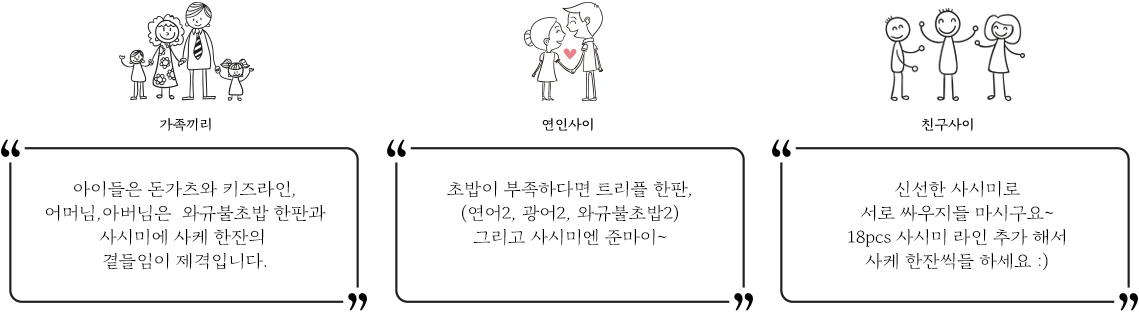 가족끼리
아이들은 돈가츠와 키즈라인,
어머님,아버님은 와규불초밥 한판과
사시미에 사케 한잔의
곁들임이 제격입니다.
연인사이
초밥이 부족하다면 트리플 한판,
(연어2, 광어2, 와규불초밥2)
그리고 사시미엔 준마이~
친구사이
신선한 사시미로
서로 싸우지들 마시구요~
18pcs 사시미 라인 추가 해서
사케 한잔씩들 하세요 :)